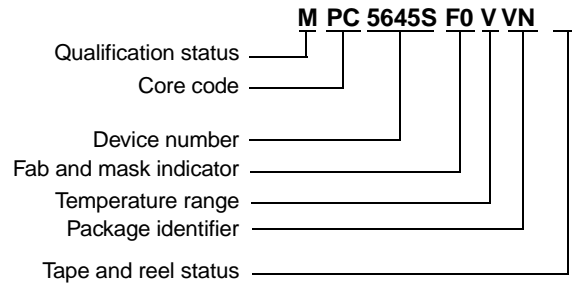 M PC 5645S F0 V VN
Qualification status
Core code
Device number
Fab and mask indicator
Temperature range
Package identifier
Tape and reel status